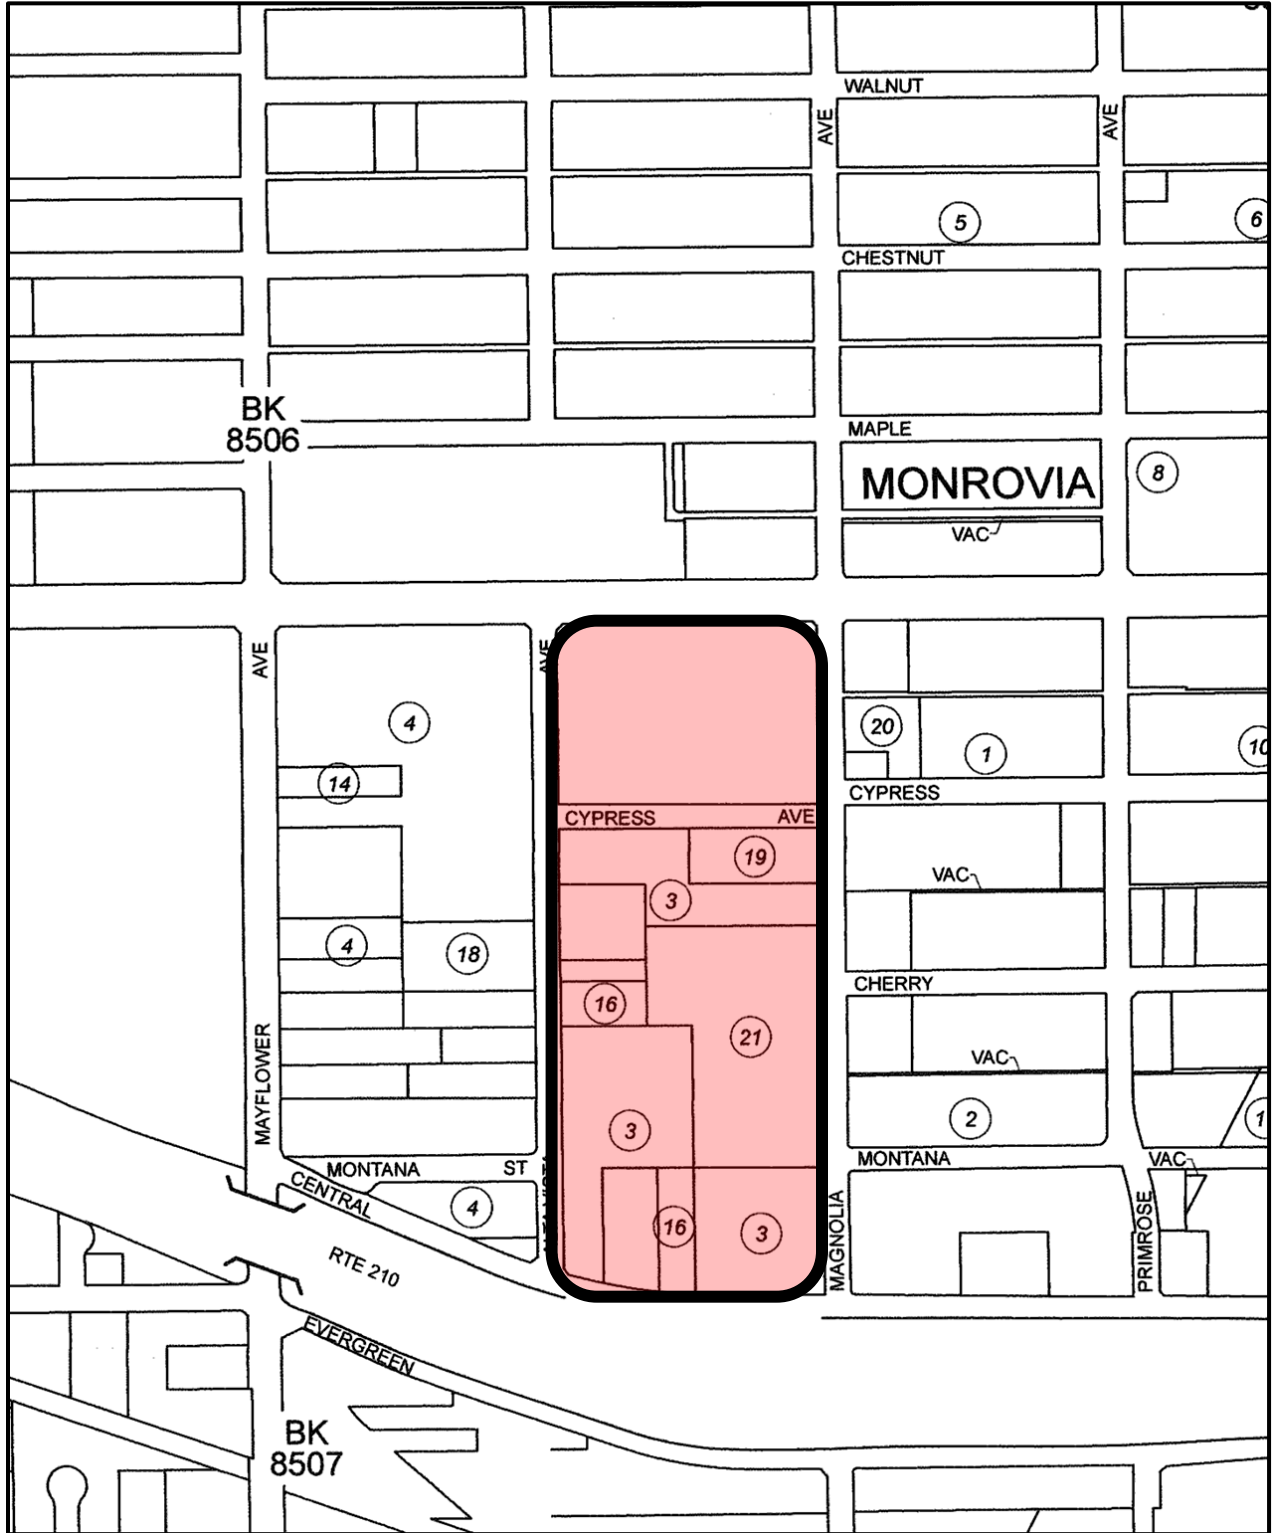 WALNUT
AVE
AVE
5
6
CHESTNUT
BK
8506
MAPLE
MONROVIA
8
VAC
AVE
AVE
4
20
1
10
14
CYPRESS
AVE
CYPRESS
19
VAC
3
4
18
CHERRY
16
21
MAYFLOWER
VAC
3
2
1
MONTANA
ST
MONTANA
VAC
CENTRAL
4
16
3
MAGNOLIA
PRIMROSE
RTE 210
EVERGREEN
BK
8507